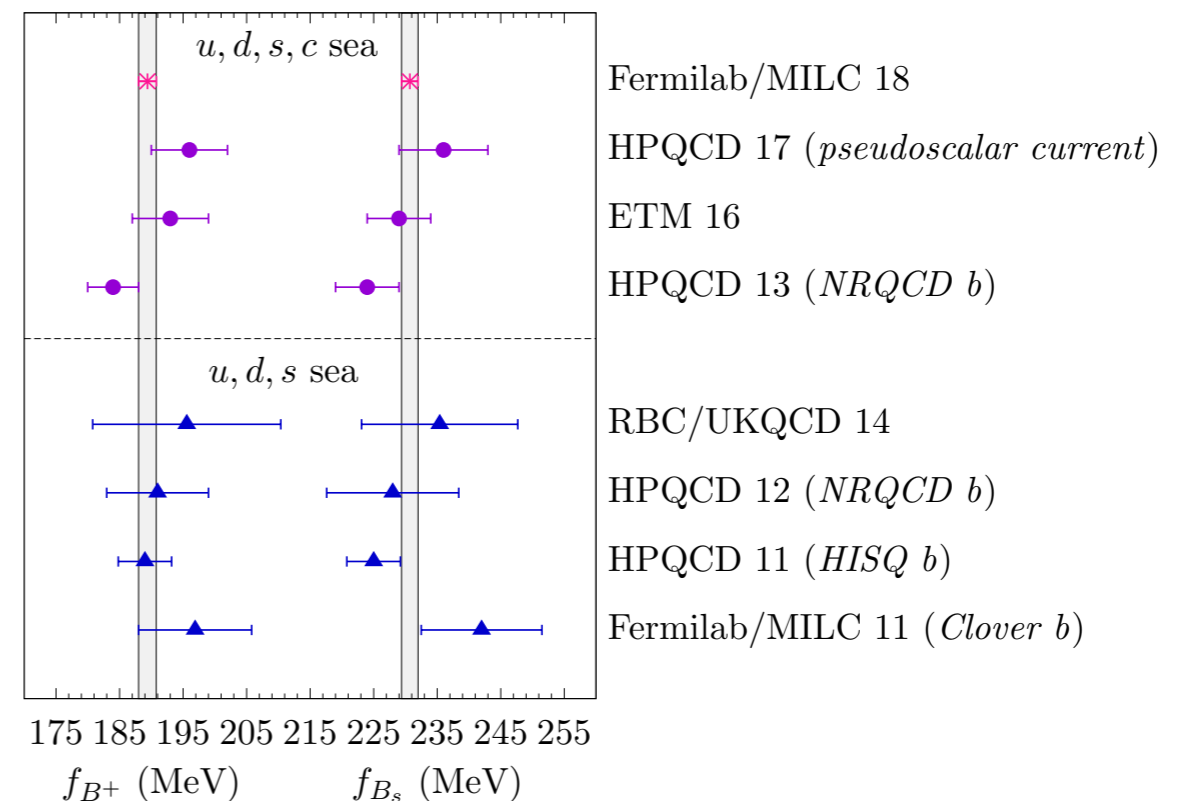 u, d, s, c sea
Fermilab/MILC 18
HPQCD 17 (pseudoscalar current)
ETM 16
HPQCD 13 (NRQCD b)
u, d, s sea
RBC/UKQCD 14
HPQCD 12 (NRQCD b)
HPQCD 11 (HISQ b)
Fermilab/MILC 11 (Clover b)
175 185 195 205 215 225 235 245 255
f_{B^+} (MeV) f_{B_s} (MeV)